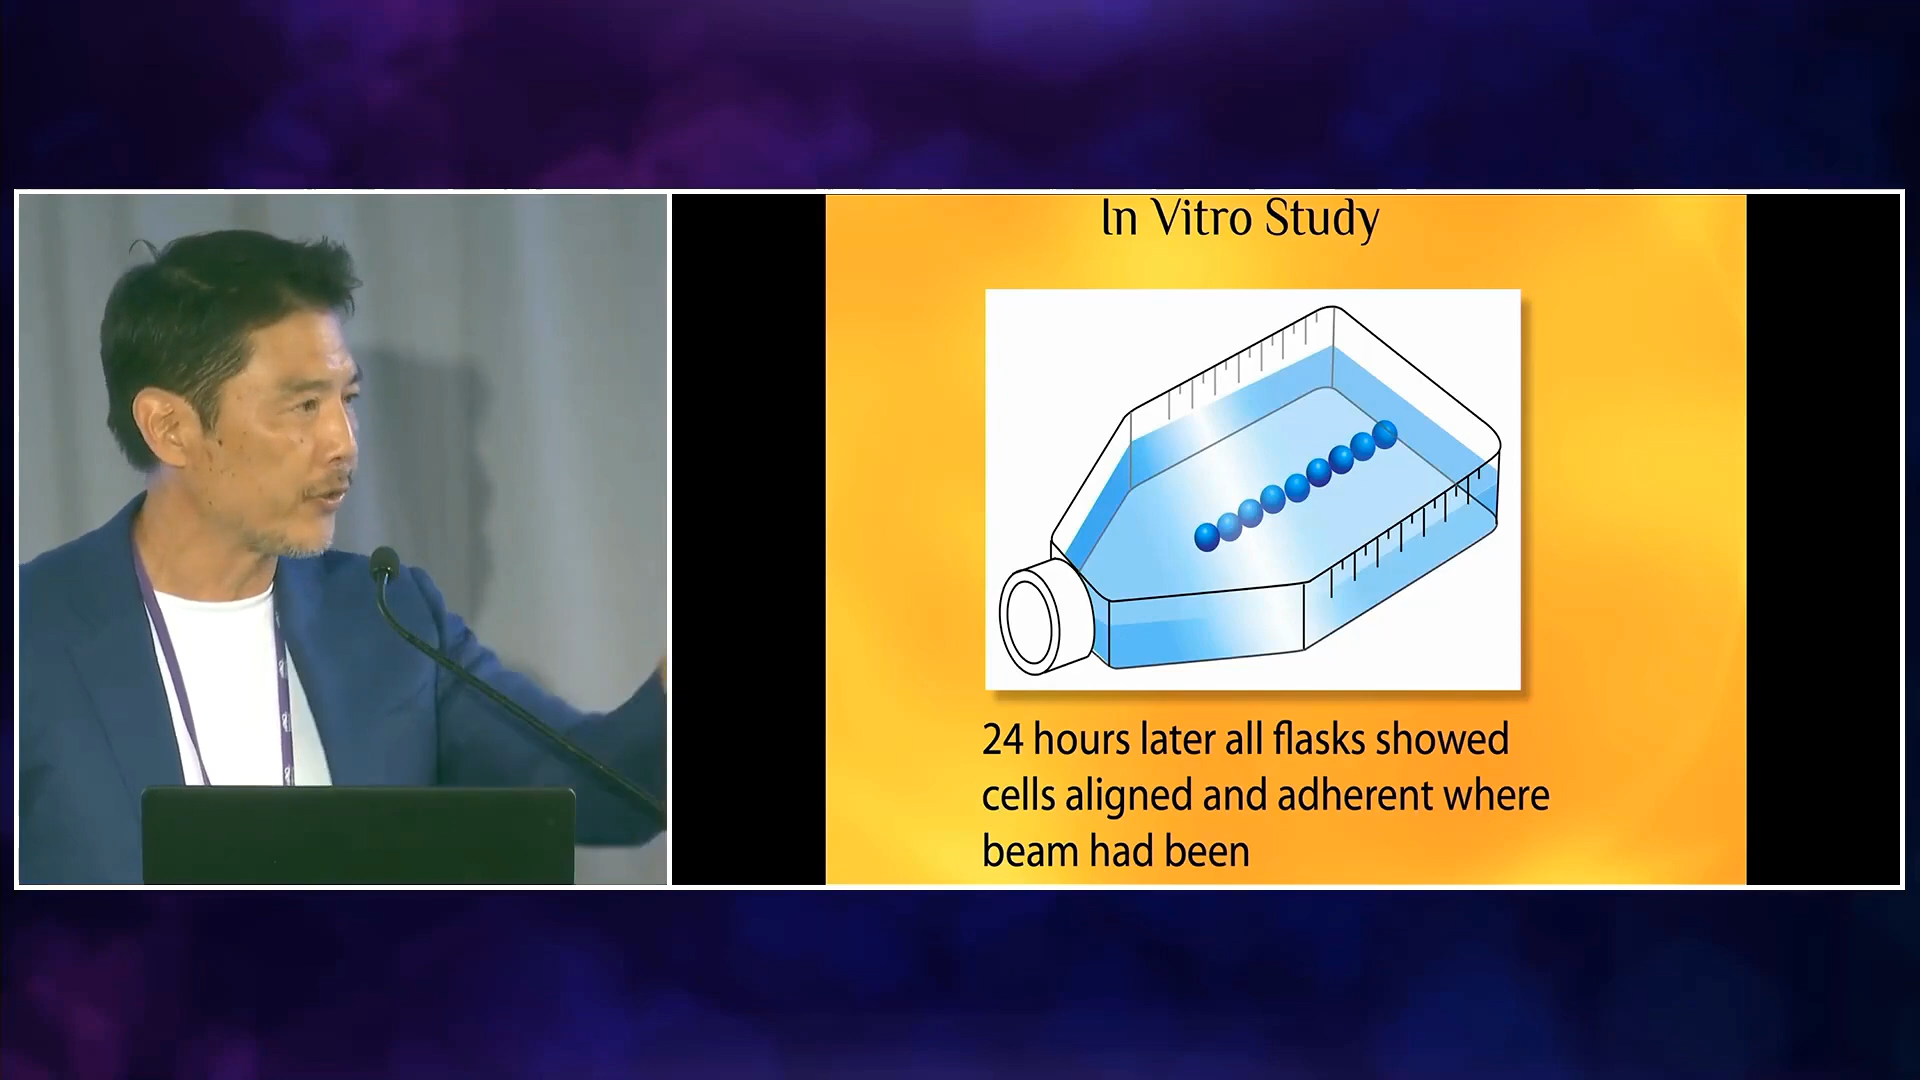 In Vitro Study
24 hours later all flasks showed
cells aligned and adherent where
beam had been